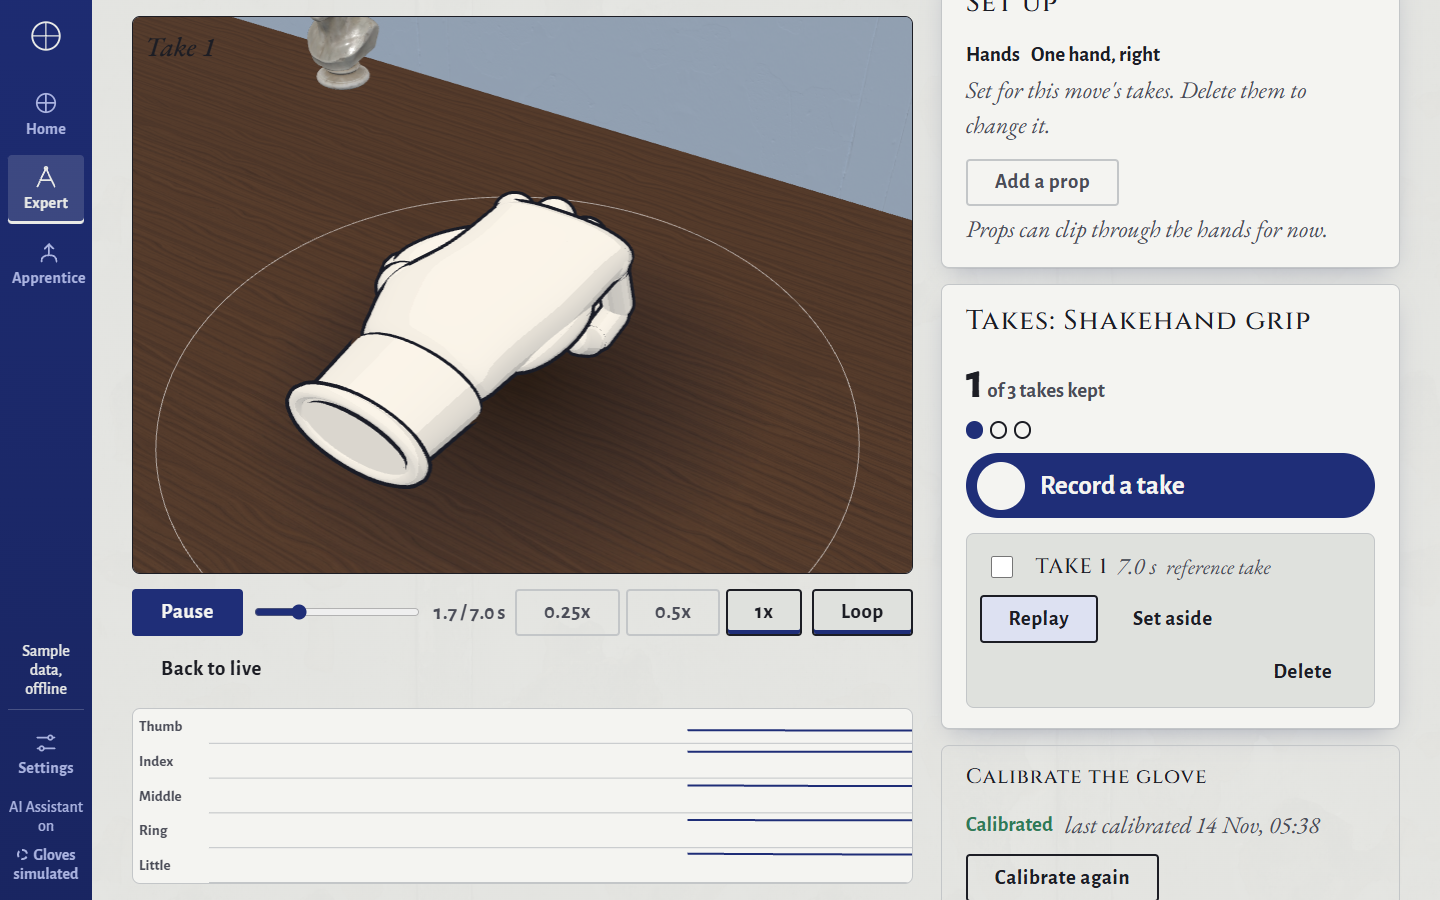 Home
Expert
Apprentice
Sample
data,
offline
Settings
AI Assistant
on
Gloves
simulated
Take 1
Pause
1.7 / 7.0 s
0.25x
0.5x
1x
Loop
Back to live
Thumb
Index
Middle
Ring
Little
SET UP
Hands One hand, right
Set for this move's takes. Delete them to
change it.
Add a prop
Props can clip through the hands for now.
TAKES: SHAKEHAND GRIP
1 of 3 takes kept
Record a take
TAKE 1 7.0 s reference take
Replay
Set aside
Delete
CALIBRATE THE GLOVE
Calibrated last calibrated 14 Nov, 05:38
Calibrate again